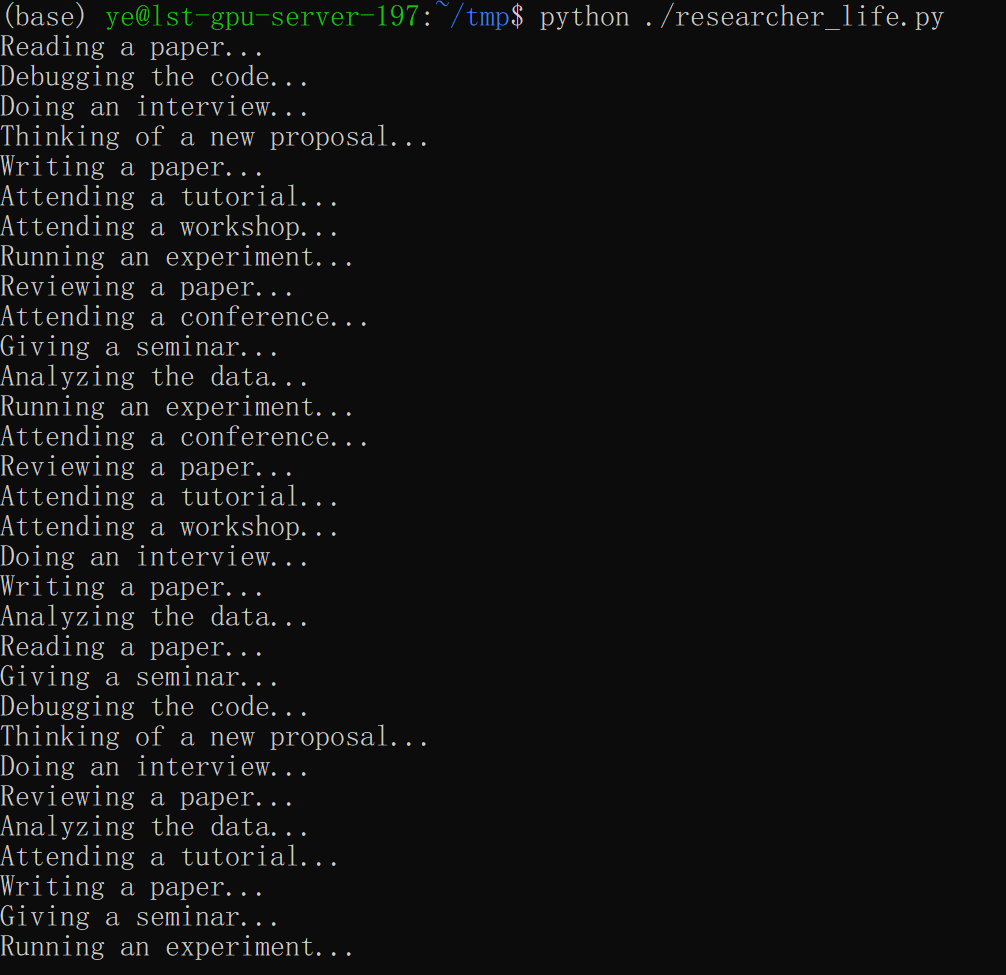 (base) ye@lst-gpu-server-197:~/tmp$ python ./researcher_life.py
Reading a paper...
Debugging the code...
Doing an interview...
Thinking of a new proposal...
Writing a paper...
Attending a tutorial...
Attending a workshop...
Running an experiment...
Reviewing a paper...
Attending a conference...
Giving a seminar...
Analyzing the data...
Running an experiment...
Attending a conference...
Reviewing a paper...
Attending a tutorial...
Attending a workshop...
Doing an interview...
Writing a paper...
Analyzing the data...
Reading a paper...
Giving a seminar...
Debugging the code...
Thinking of a new proposal...
Doing an interview...
Reviewing a paper...
Analyzing the data...
Attending a tutorial...
Writing a paper...
Giving a seminar...
Running an experiment...